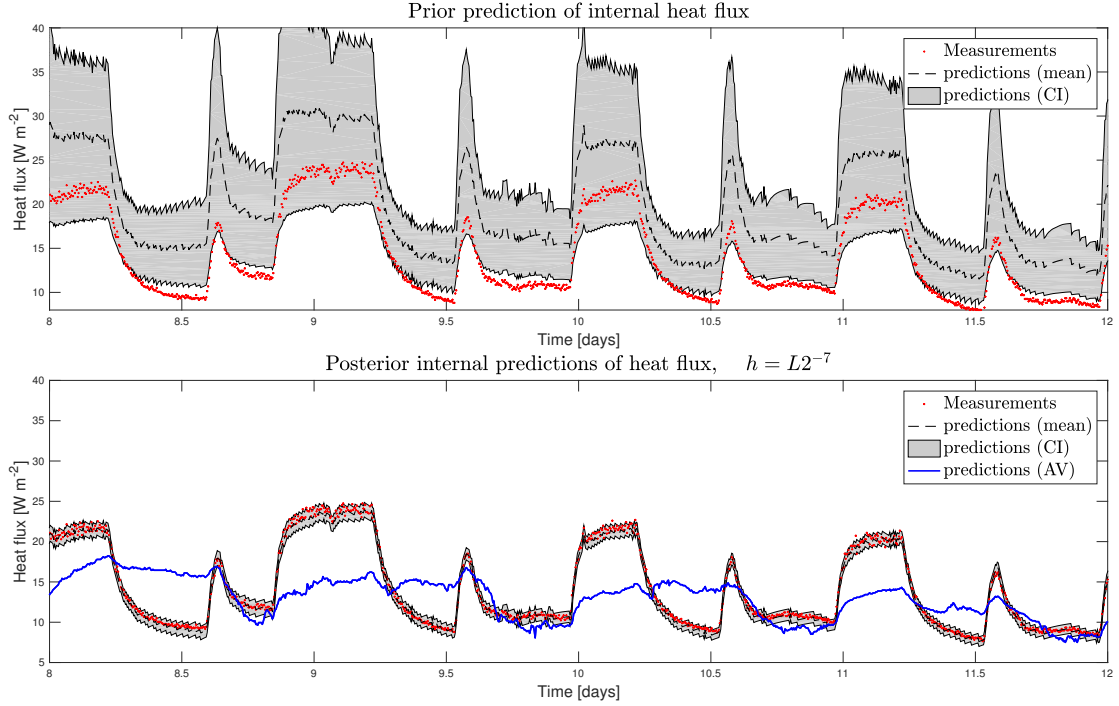 Prior prediction of internal heat flux
40
35
30
25
20
15
10
Heat flux [W m⁻²]
Measurements
predictions (mean)
predictions (CI)
8 8.5 9 9.5 10 10.5 11 11.5 12
Time [days]
Posterior internal predictions of heat flux, h = L2⁻⁷
40
35
30
25
20
15
10
5
Heat flux [W m⁻²]
Measurements
predictions (mean)
predictions (CI)
predictions (AV)
8 8.5 9 9.5 10 10.5 11 11.5 12
Time [days]